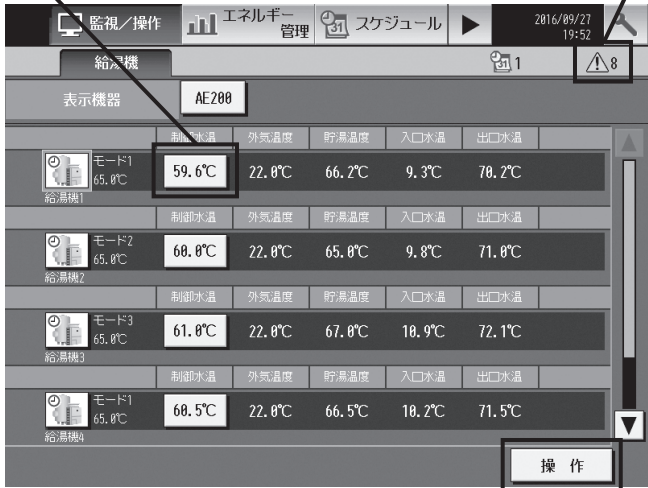 監視／操作 エネルギー管理 31 スケジュール 2016/09/27
19:52
給湯機 31 1 8
表示機器 AE200
制御水温 外気温度 貯湯温度 入口水温 出口水温
モード1
65.0℃ 59.6℃ 22.0℃ 66.2℃ 9.3℃ 70.2℃
給湯機1
制御水温 外気温度 貯湯温度 入口水温 出口水温
モード2
65.0℃ 60.0℃ 22.0℃ 65.0℃ 9.8℃ 71.0℃
給湯機2
制御水温 外気温度 貯湯温度 入口水温 出口水温
モード3
65.0℃ 61.0℃ 22.0℃ 67.0℃ 10.9℃ 72.1℃
給湯機3
制御水温 外気温度 貯湯温度 入口水温 出口水温
モード1
65.0℃ 60.5℃ 22.0℃ 66.5℃ 10.2℃ 71.5℃
給湯機4
操 作